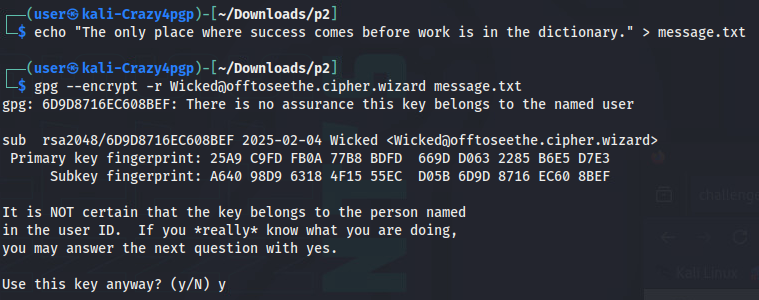 ┌──(user㉿kali-Crazy4pgp)-[~/Downloads/p2]
└─$ echo "The only place where success comes before work is in the dictionary." > message.txt
┌──(user㉿kali-Crazy4pgp)-[~/Downloads/p2]
└─$ gpg --encrypt -r Wicked@offtoseethe.cipher.wizard message.txt
gpg: 6D9D8716EC608BEF: There is no assurance this key belongs to the named user
sub  rsa2048/6D9D8716EC608BEF 2025-02-04 Wicked <Wicked@offtoseethe.cipher.wizard>
 Primary key fingerprint: 25A9 C9FD FB0A 77B8 BDFD  669D D063 2285 B6E5 D7E3
      Subkey fingerprint: A640 98D9 6318 4F15 55EC  D05B 6D9D 8716 EC60 8BEF
It is NOT certain that the key belongs to the person named
in the user ID.  If you *really* know what you are doing,
you may answer the next question with yes.
Use this key anyway? (y/N) y
challeng
Kali Linux